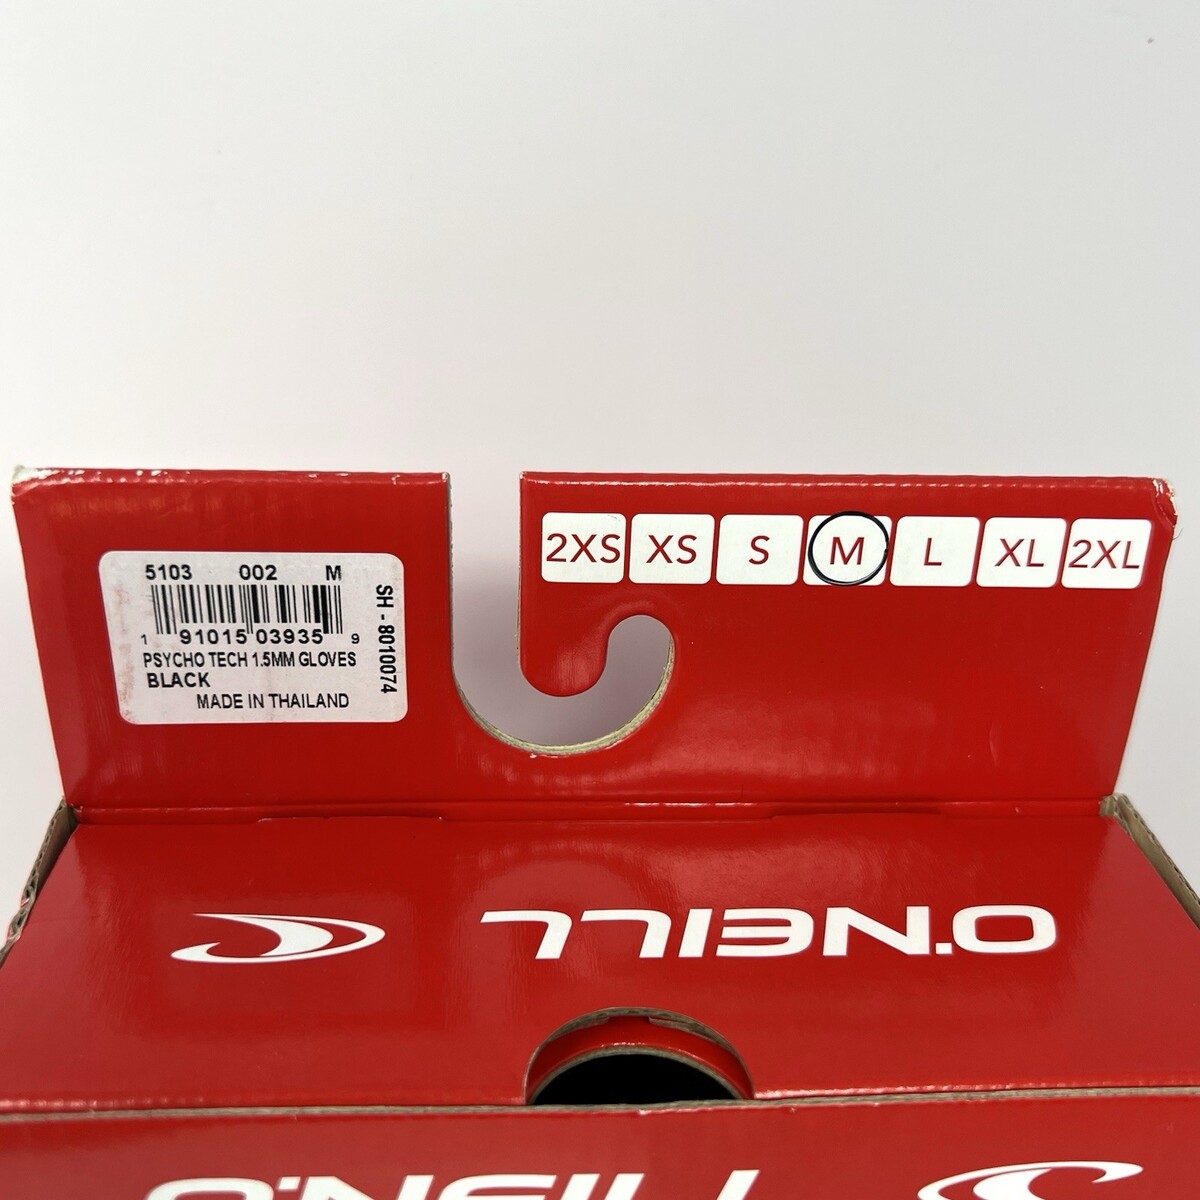 5103 002 M
1 91015 03935 9
PSYCHO TECH 1.5MM GLOVES
BLACK
MADE IN THAILAND
SH - 8010074
2XS XS S M L XL 2XL
O'NEILL
O'NEILL